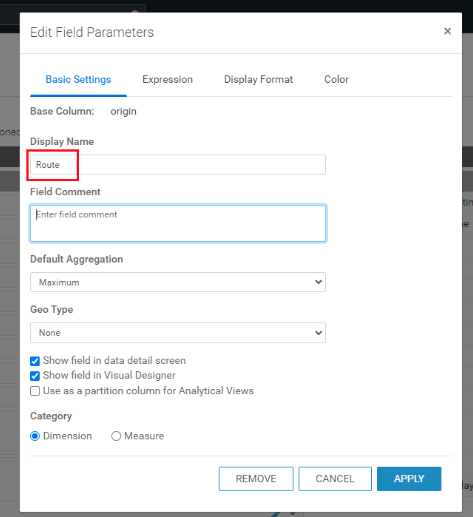 Edit Field Parameters ×
Basic Settings Expression Display Format Color
Base Column: origin
Display Name
Route
Field Comment
Enter field comment
Default Aggregation
Maximum
Geo Type
None
Show field in data detail screen
Show field in Visual Designer
Use as a partition column for Analytical Views
Category
Dimension Measure
REMOVE CANCEL APPLY